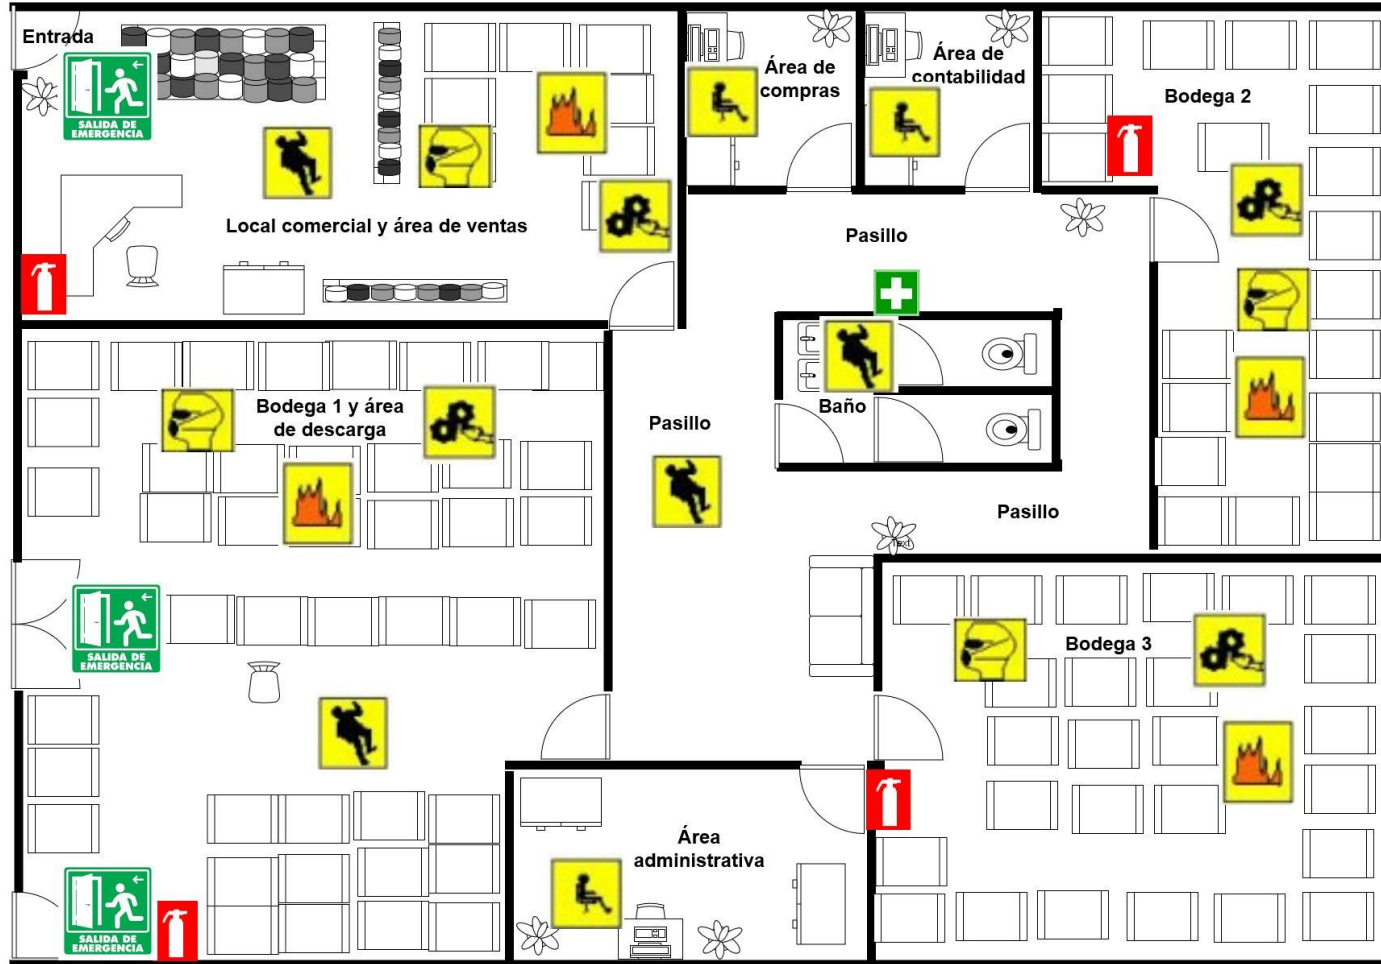 Entrada
SALIDA DE
EMERGENCIA
Local comercial y área de ventas
Área de
compras
Área de
contabilidad
Bodega 2
Pasillo
Baño
Pasillo
Pasillo
Text
Bodega 1 y área
de descarga
SALIDA DE
EMERGENCIA
Bodega 3
Área
administrativa
SALIDA DE
EMERGENCIA